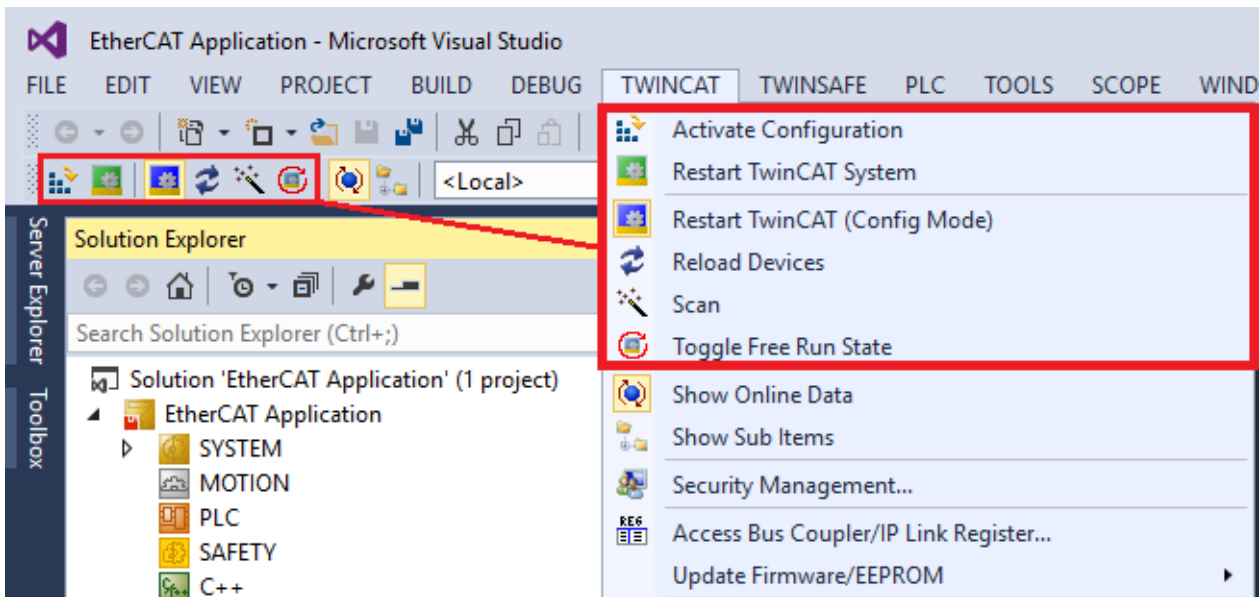 EtherCAT Application - Microsoft Visual Studio
FILE EDIT VIEW PROJECT BUILD DEBUG TWINCAT TWINSAFE PLC TOOLS SCOPE WIND
<Local>
Server Explorer
Toolbox
Solution Explorer
Search Solution Explorer (Ctrl+;)
Solution 'EtherCAT Application' (1 project)
EtherCAT Application
SYSTEM
MOTION
PLC
SAFETY
C++
Activate Configuration
Restart TwinCAT System
Restart TwinCAT (Config Mode)
Reload Devices
Scan
Toggle Free Run State
Show Online Data
Show Sub Items
Security Management...
REG
Access Bus Coupler/IP Link Register...
Update Firmware/EEPROM